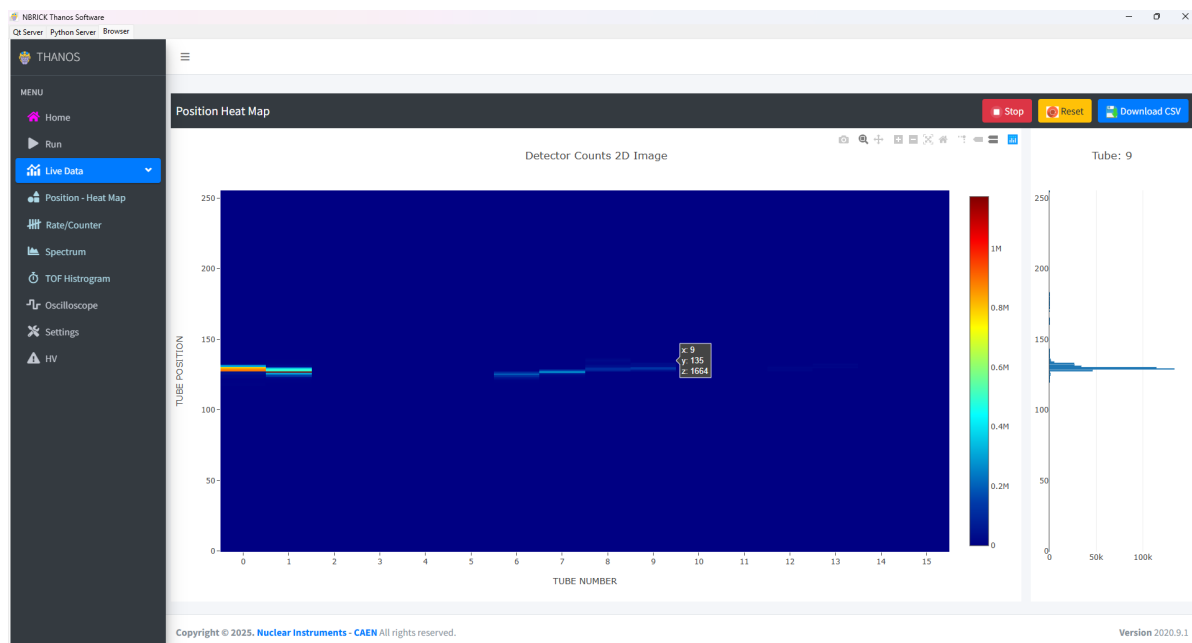 NBRICK Thanos Software
Qt Server Python Server Browser
THANOS
MENU
Home
Run
Live Data
Position - Heat Map
Rate/Counter
Spectrum
TOF Histrogram
Oscilloscope
Settings
HV
Position Heat Map
Stop
Reset
Download CSV
Detector Counts 2D Image
TUBE POSITION
250
200
150
100
50
0
x: 9
y: 135
z: 1664
0 1 2 3 4 5 6 7 8 9 10 11 12 13 14 15
TUBE NUMBER
1M
0.8M
0.6M
0.4M
0.2M
0
Tube: 9
250
200
150
100
50
0
0 50k 100k
Copyright © 2025. Nuclear Instruments - CAEN All rights reserved.
Version 2020.9.1